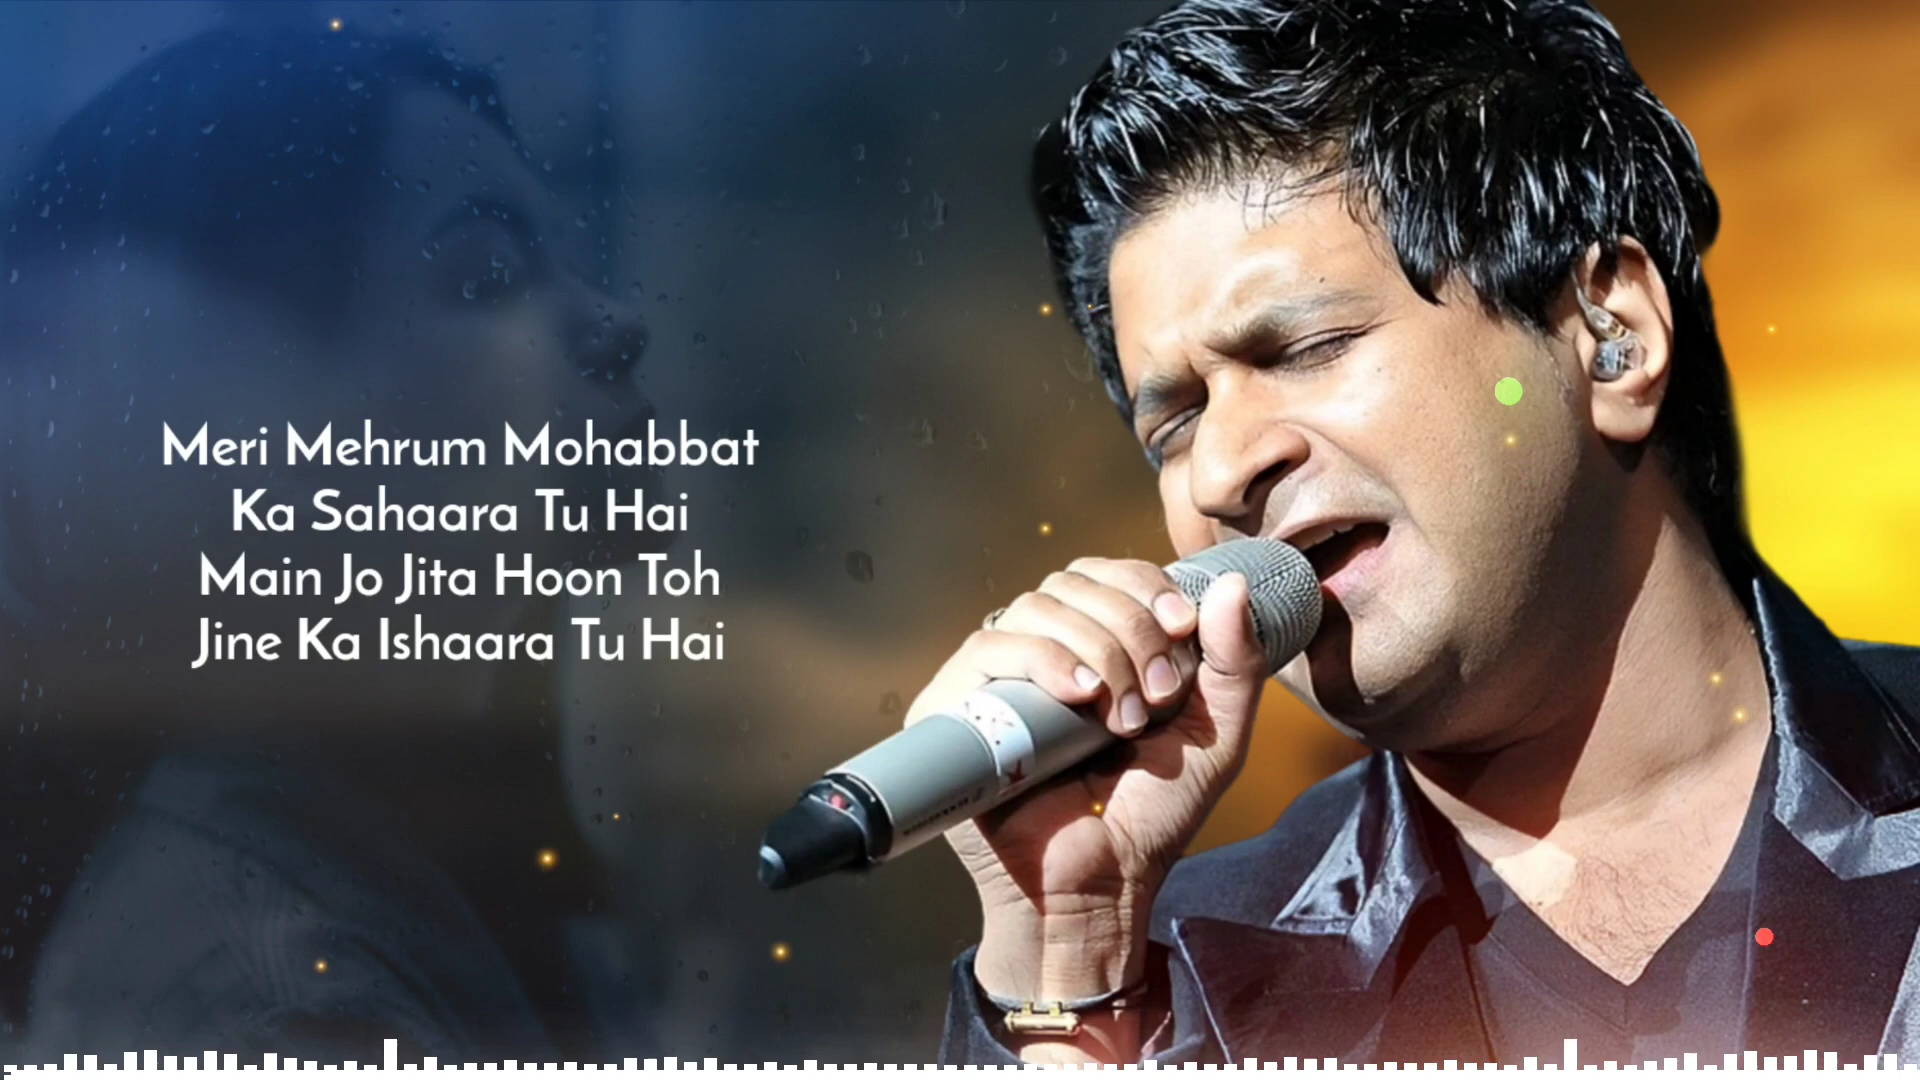 Meri Mehrum Mohabbat
Ka Sahaara Tu Hai
Main Jo Jita Hoon Toh
Jine Ka Ishaara Tu Hai